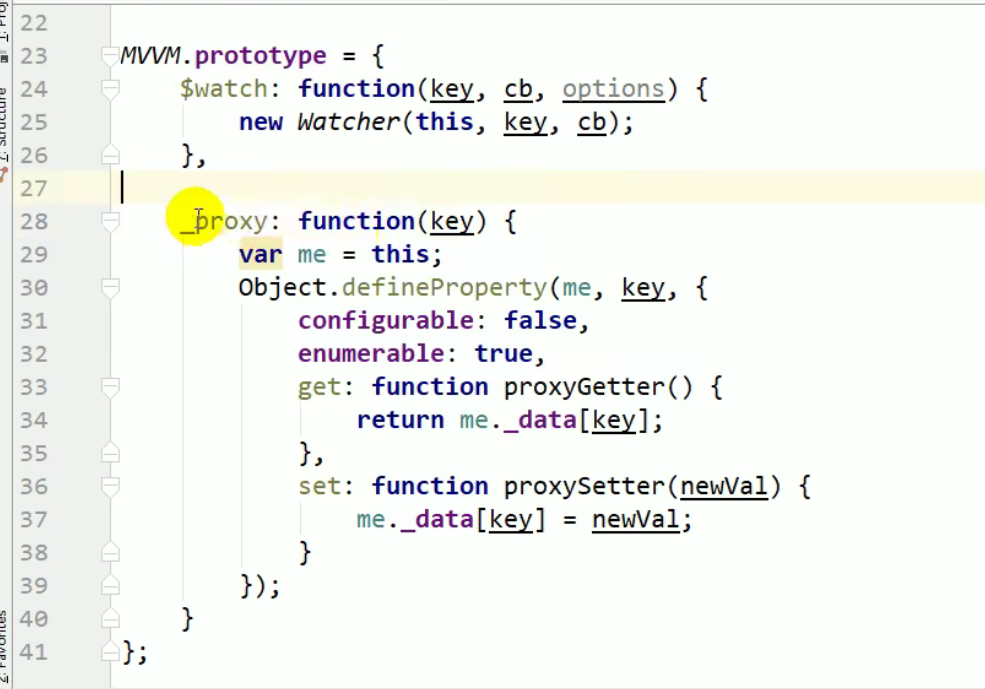 22
23 MVVM.prototype = {
24     $watch: function(key, cb, options) {
25         new Watcher(this, key, cb);
26     },
27
28     _proxy: function(key) {
29         var me = this;
30         Object.defineProperty(me, key, {
31             configurable: false,
32             enumerable: true,
33             get: function proxyGetter() {
34                 return me._data[key];
35             },
36             set: function proxySetter(newVal) {
37                 me._data[key] = newVal;
38             }
39         });
40     }
41 };
Z: Structure
2: Favorites